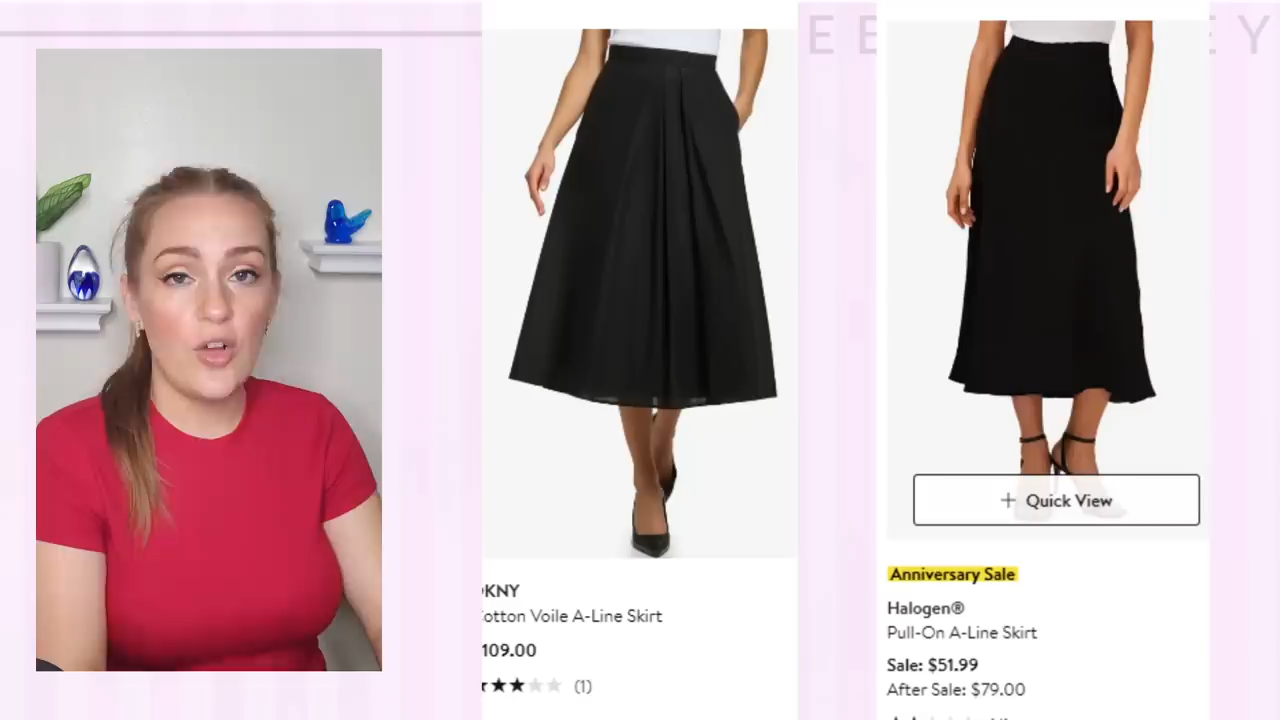 KNY
otton Voile A-Line Skirt
109.00
(1)
+ Quick View
Anniversary Sale
Halogen®
Pull-On A-Line Skirt
Sale: $51.99
After Sale: $79.00